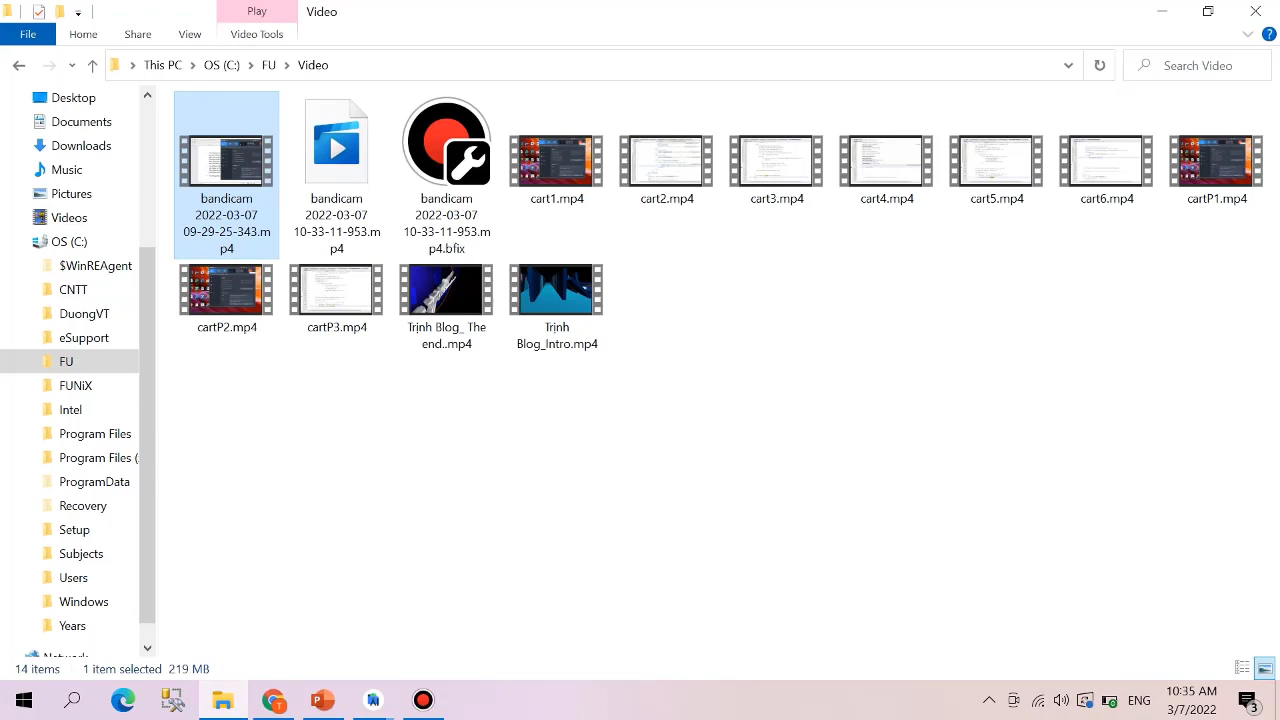 Play
Video
File
Home
Share
View
Video Tools
This PC
OS (C:)
FU
Video
Search Video
Desktop
Documents
Downloads
Music
Pictures
Videos
OS (C:)
$WinREAgent
CNTT
DuongVT
eSupport
FU
FUNiX
Intel
Program Files
Program Files (
ProgramData
Recovery
Setup
Subjects
Users
Windows
Years
Network
bandicam
2022-03-07
09-29-25-343.m
p4
bandicam
2022-03-07
10-33-11-953.m
p4
bandicam
2022-03-07
10-33-11-953.m
p4.bfix
cart1.mp4
cart2.mp4
cart3.mp4
cart4.mp4
cart5.mp4
cart6.mp4
cartP1.mp4
cartP2.mp4
cartP3.mp4
Trịnh Blog_ The
end..mp4
Trịnh
Blog_Intro.mp4
14 items
1 item selected 219 MB
ENG
10:35 AM
3/7/2022
3